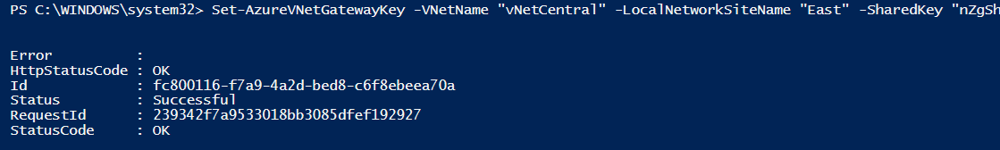 PS C:\WINDOWS\system32> Set-AzureVNetGatewayKey -VNetName "vNetCentral" -LocalNetworkSiteName "East" -SharedKey "nZgSh
Error :
HttpStatusCode : OK
Id : fc800116-f7a9-4a2d-bed8-c6f8ebeea70a
Status : Successful
RequestId : 239342f7a9533018bb3085dfef192927
StatusCode : OK